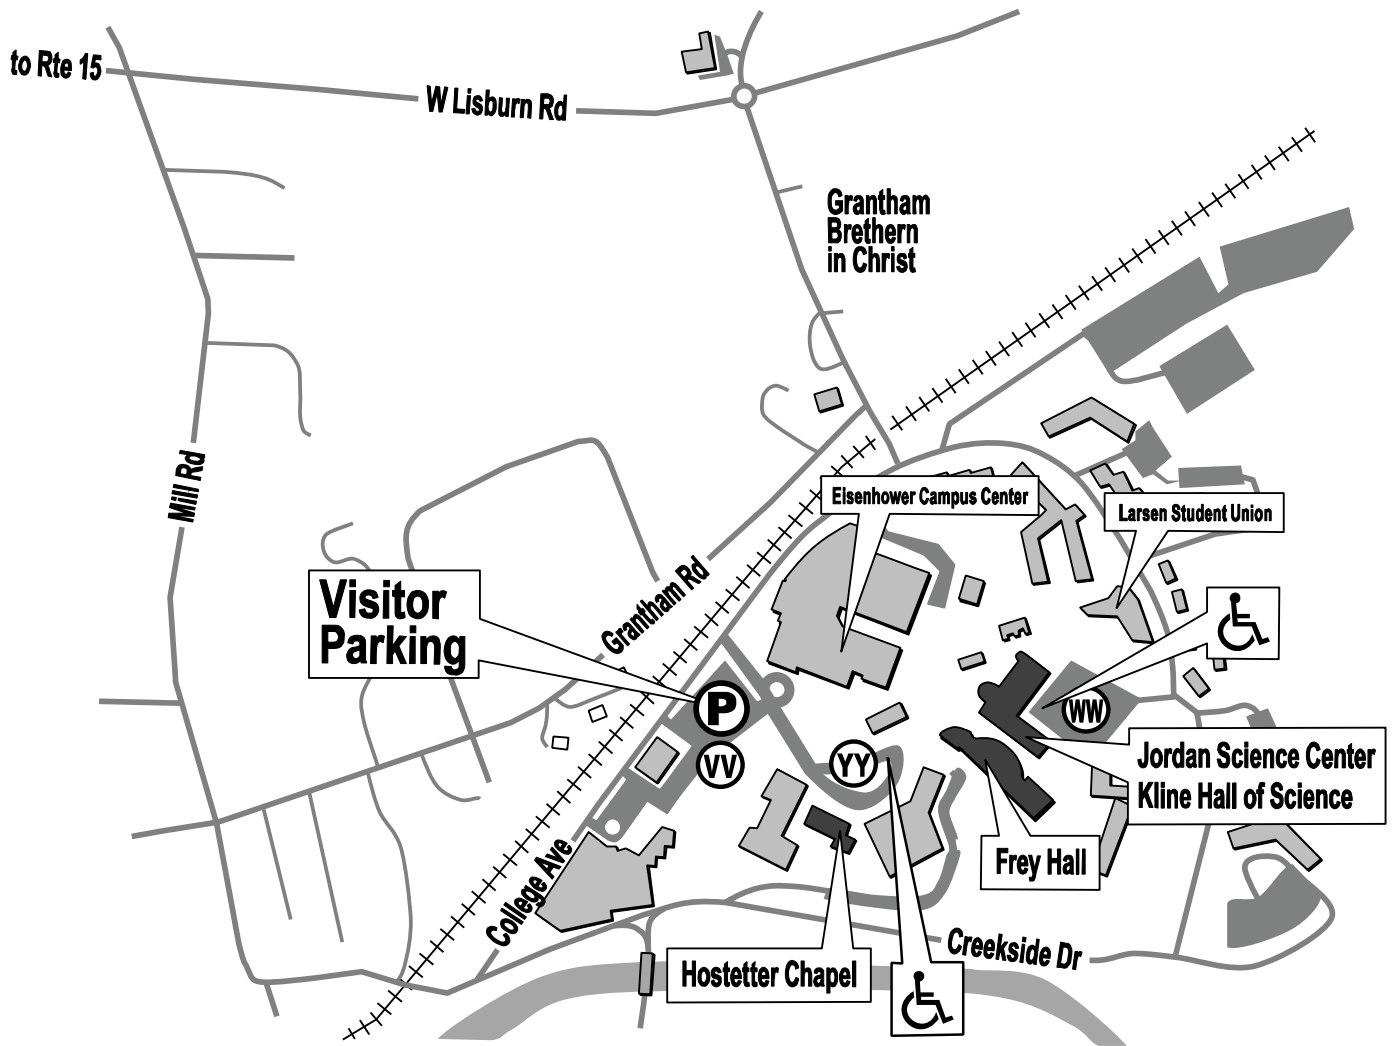 to Rte 15
W Lisburn Rd
Grantham
Brethern
in Christ
Mill Rd
Eisenhower Campus Center
Larsen Student Union
Visitor
Parking
Grantham Rd
P
VV
YY
WW
Jordan Science Center
Kline Hall of Science
Frey Hall
College Ave
Hostetter Chapel
Creekside Dr